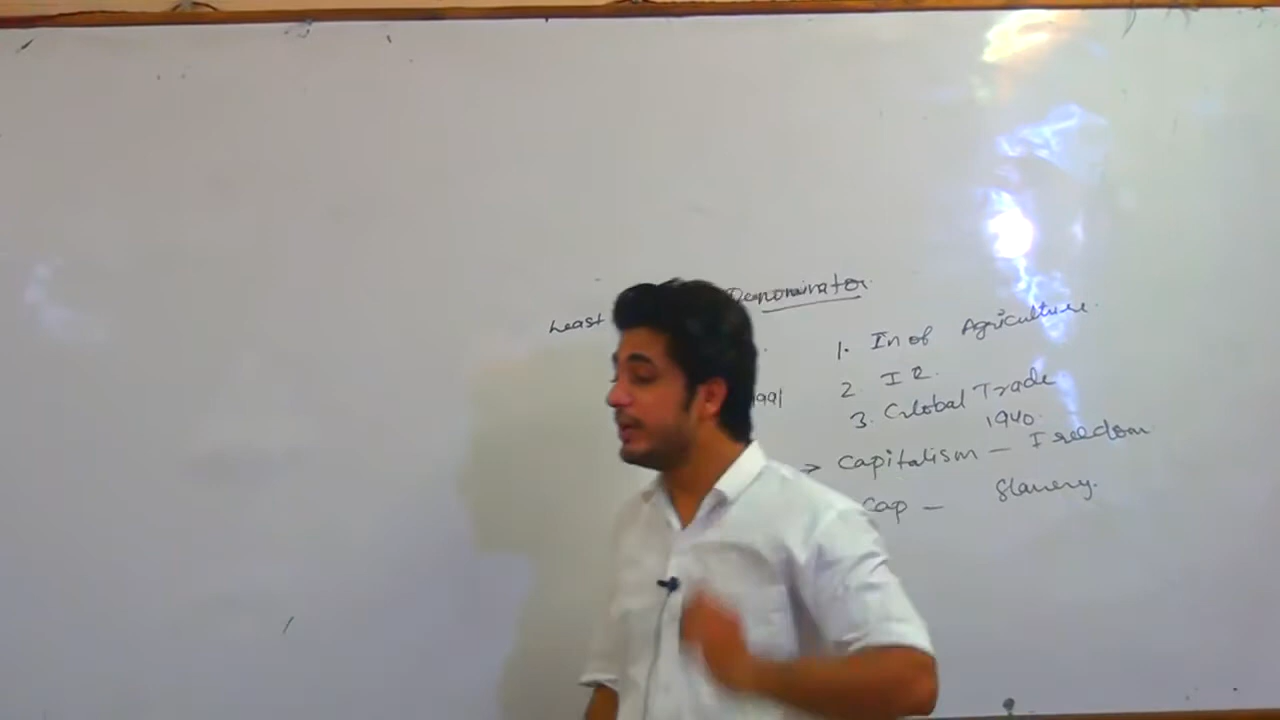 Least Denominator
1. In of Agriculture.
2. I R.
1991
3. Global Trade
1940.
→ Capitalism — Freedom
Cap — Slavery.